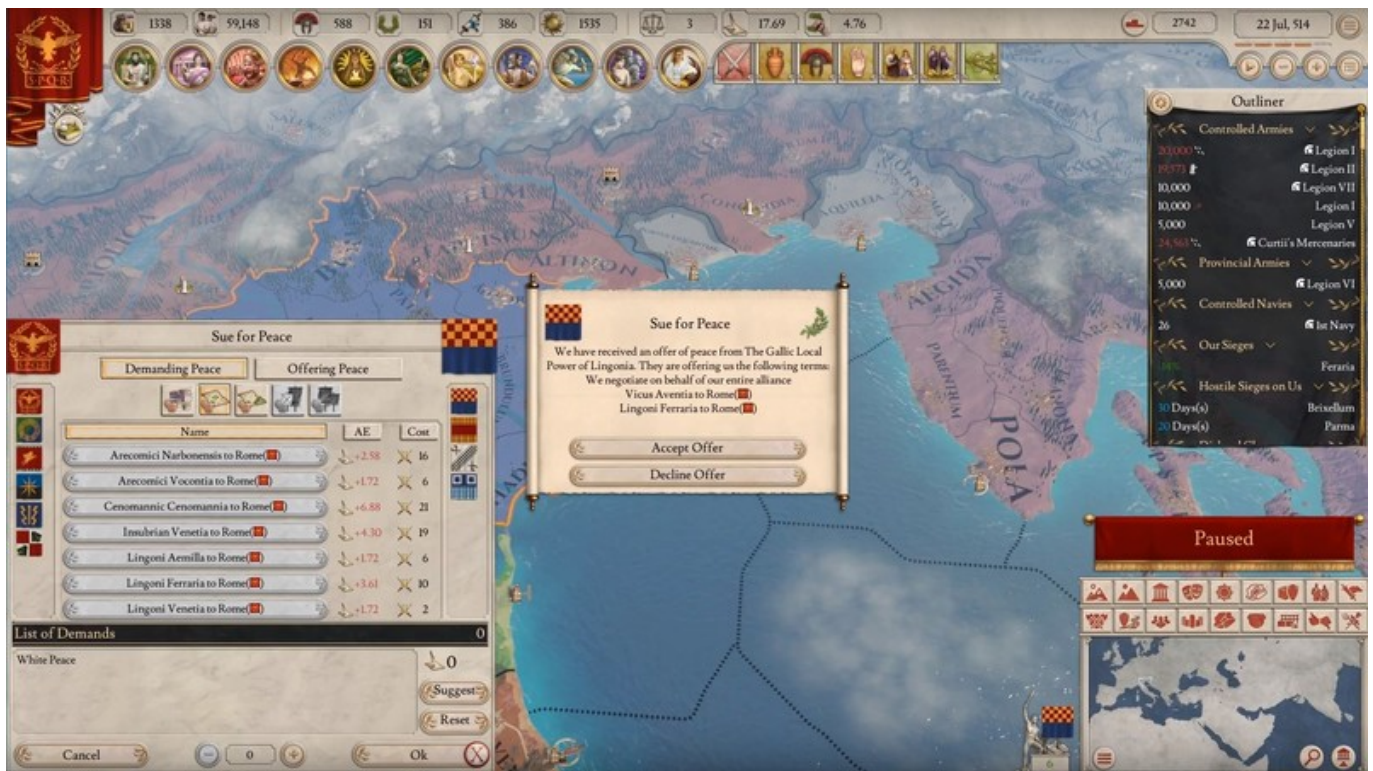 1338
59,148
588
151
386
1535
3
17.69
4.76
2742
22 Jul, 514
SPQR
Outliner
Controlled Armies
20,000 Legion I
19,573 Legion II
10,000 Legion VII
10,000 Legion I
5,000 Legion V
24,561 Curtii's Mercenaries
Provincial Armies
5,000 Legion VI
Controlled Navies
26 1st Navy
Our Sieges
Feraria
Hostile Sieges on Us
30 Days(s) Brixellum
20 Days(s) Parma
AQUILEIA
ALTINON
AEGIDA
PARENTIUM
POLA
Sue for Peace
We have received an offer of peace from The Gallic Local
Power of Lingonia. They are offering us the following terms:
We negotiate on behalf of our entire alliance
Vicus Aventia to Rome()
Lingoni Ferraria to Rome()
Accept Offer
Decline Offer
Sue for Peace
Demanding Peace Offering Peace
Name AE Cost
Arecomici Narbonensis to Rome() +2.58 16
Arecomici Vocontia to Rome() +1.72 6
Cenomannic Cenomannia to Rome() +6.88 21
Insubrian Venetia to Rome() +4.30 19
Lingoni Aemilla to Rome() +1.72 6
Lingoni Ferraria to Rome() +3.61 10
Lingoni Venetia to Rome() +1.72 2
List of Demands 0
White Peace
0
Suggest
Reset
Cancel 0 Ok
Paused